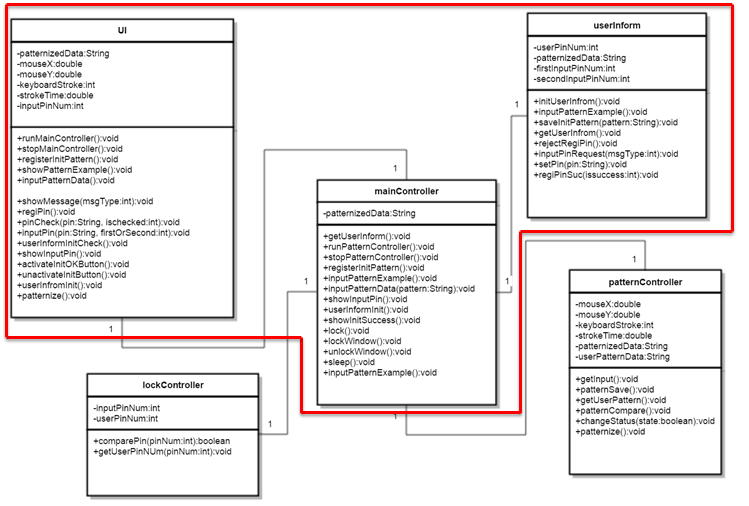 UI
-patternizedData:String
-mouseX:double
-mouseY:double
-keyboardStroke:int
-strokeTime:double
-inputPinNum:int
+runMainController():void
+stopMainController():void
+registerInitPattern():void
+showPatternExample():void
+inputPatternData():void
+showMessage(msgType:int):void
+regiPin():void
+pinCheck(pin:String, ischecked:int):void
+inputPin(pin:String, firstOrSecond:int):void
+userInformInitCheck():void
+showInputPin():void
+activateInitOKButton():void
+unactivateInitButton():void
+userInfromInit():void
+patternize():void
1
userInform
-userPinNum:int
-patternizedData:String
-firstInputPinNum:int
-secondInputPinNum:int
+initUserInfrom():void
+inputPatternExample():void
+saveInitPattern(pattern:String):void
+getUserInfrom():void
+rejectRegiPin():void
+inputPinRequest(msgType:int):void
+setPin(pin:String):void
+regiPinSuc(issuccess:int):void
1
1
mainController
-patternizedData:String
+getUserInform():void
+runPatternController():void
+stopPatternController():void
+registerInitPattern():void
+inputPatternExample():void
+inputPatternData(pattern:String):void
+showInputPin():void
+userInformInit():void
+showInitSuccess():void
+lock():void
+lockWindow():void
+unlockWindow():void
+sleep():void
+inputPatternExample():void
1
1
1
1
patternController
-mouseX:double
-mouseY:double
-keyboardStroke:int
-strokeTime:double
-patternizedData:String
-userPatternData:String
+getInput():void
+patternSave():void
+getUserPattern():void
+patternCompare():void
+changeStatus(state:boolean):void
+patternize():void
lockController
-inputPinNum:int
-userPinNum:int
+comparePin(pinNum:int):boolean
+getUserPinNUm(pinNum:int):void
1